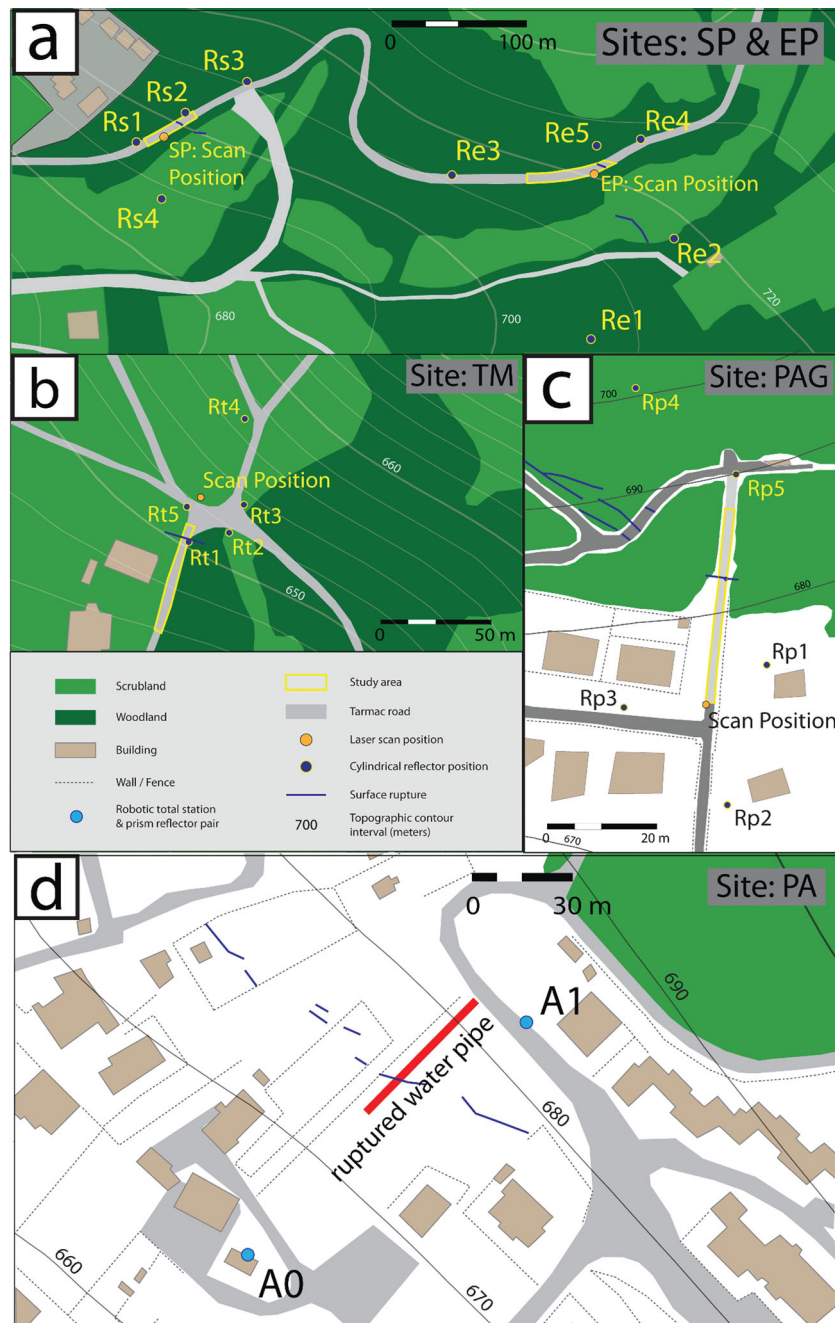 a
0
100 m
Sites: SP & EP
Rs3
Rs2
Rs1
SP: Scan
Position
Rs4
Re3
Re5
Re4
EP: Scan Position
Re2
Re1
680
700
720
b
Site: TM
Rt4
Scan Position
Rt5
Rt3
Rt2
Rt1
660
650
0
50 m
c
Site: PAG
700
Rp4
690
Rp5
680
Rp1
Rp3
Scan Position
Rp2
0
670
20 m
Scrubland
Woodland
Building
Wall / Fence
Robotic total station
& prism reflector pair
Study area
Tarmac road
Laser scan position
Cylindrical reflector position
Surface rupture
700
Topographic contour
interval (meters)
d
0
30 m
Site: PA
690
A1
ruptured water pipe
680
660
A0
670